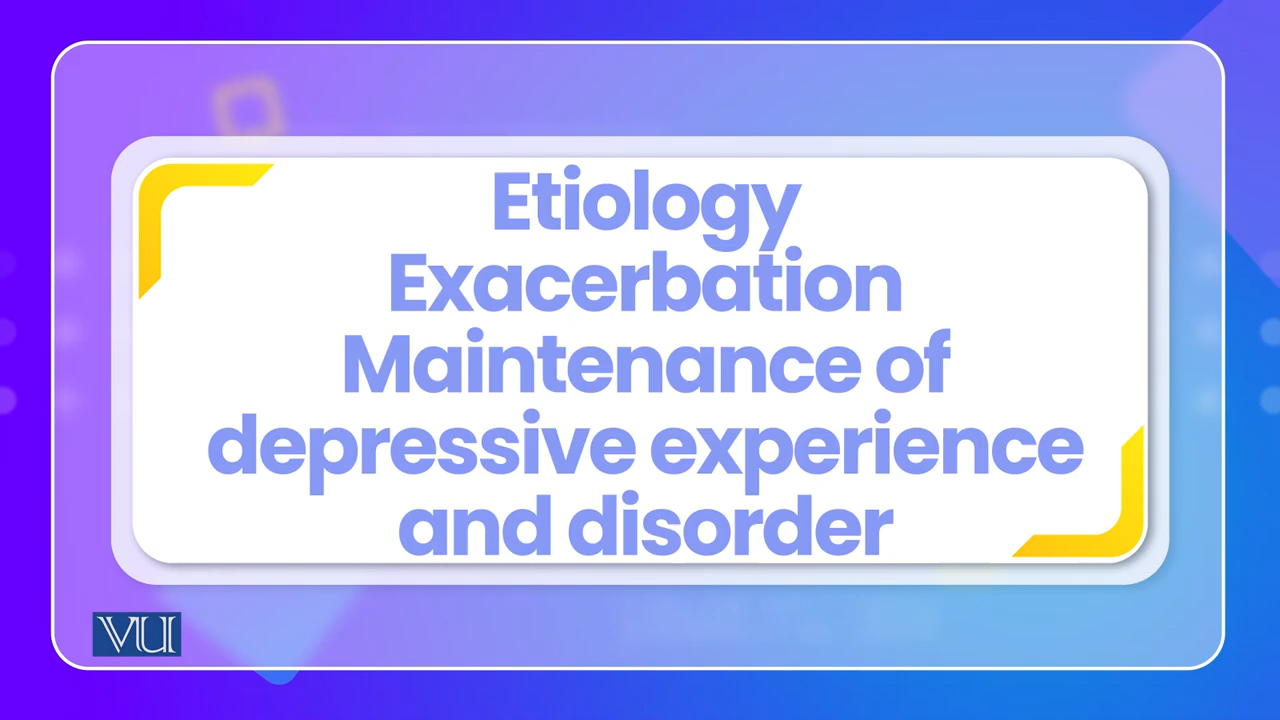 Etiology
Exacerbation
Maintenance of
depressive experience
and disorder
VU